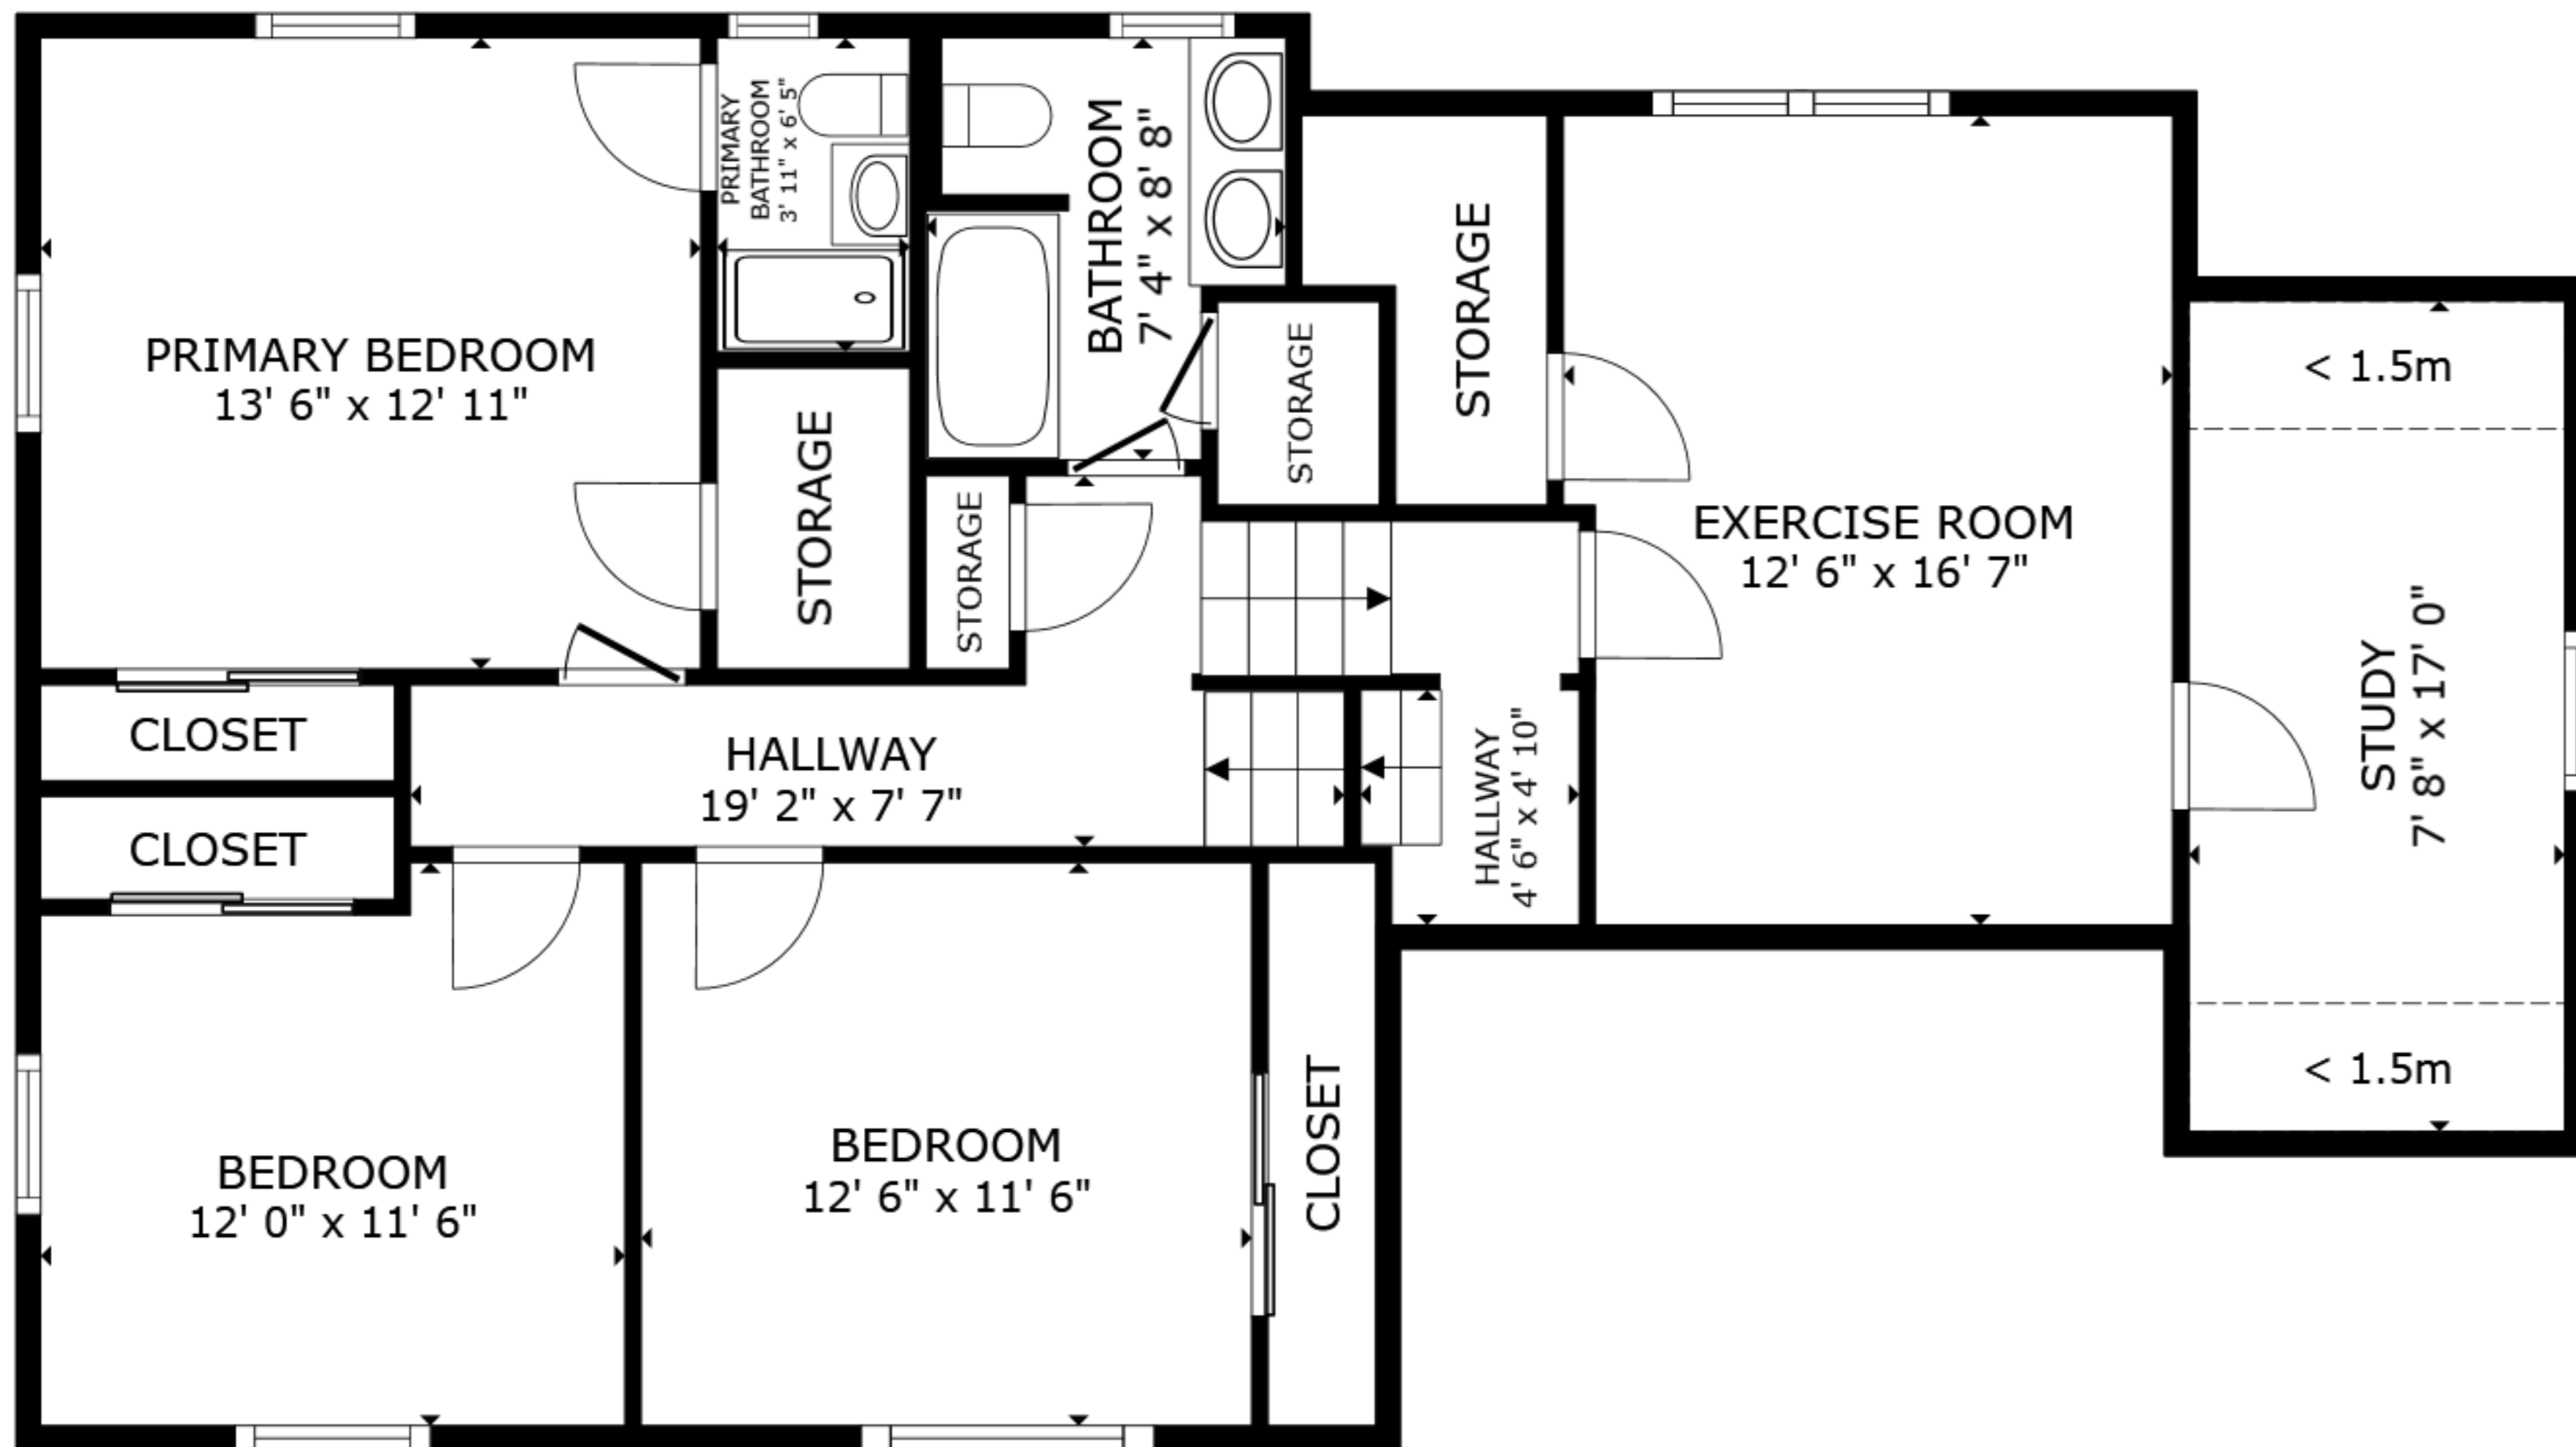 PRIMARY
BATHROOM
3' 11" x 6' 5"
BATHROOM
7' 4" x 8' 8"
STORAGE
PRIMARY BEDROOM
13' 6" x 12' 11"
STORAGE
STORAGE
STORAGE
EXERCISE ROOM
12' 6" x 16' 7"
< 1.5m
STUDY
7' 8" x 17' 0"
< 1.5m
CLOSET
CLOSET
HALLWAY
19' 2" x 7' 7"
HALLWAY
4' 6" x 4' 10"
BEDROOM
12' 0" x 11' 6"
BEDROOM
12' 6" x 11' 6"
CLOSET